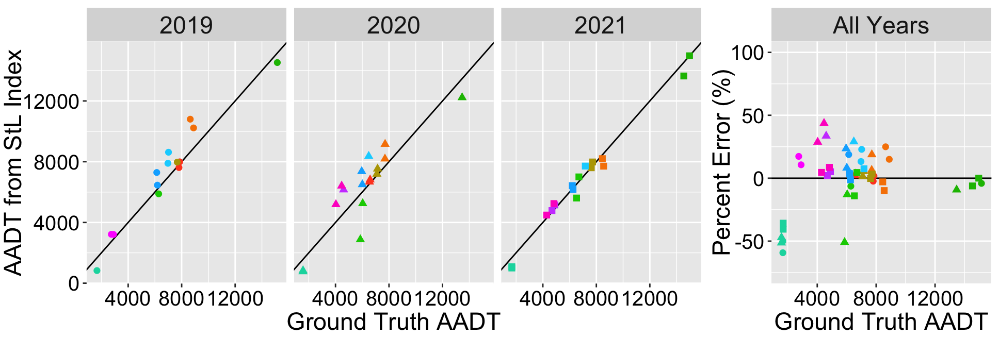 2019
2020
2021
All Years
AADT from StL Index
12000
8000
4000
0
4000 8000 12000
4000 8000 12000
4000 8000 12000
Ground Truth AADT
Percent Error (%)
100
50
0
-50
4000 8000 12000
Ground Truth AADT